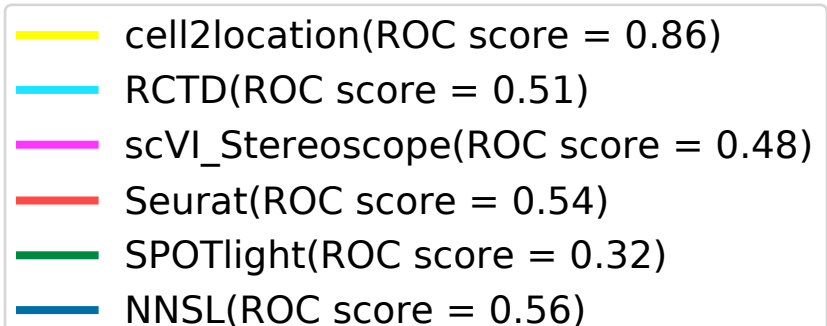 cell2location(ROC score = 0.86)
RCTD(ROC score = 0.51)
scVI_Stereoscope(ROC score = 0.48)
Seurat(ROC score = 0.54)
SPOTlight(ROC score = 0.32)
NNSL(ROC score = 0.56)